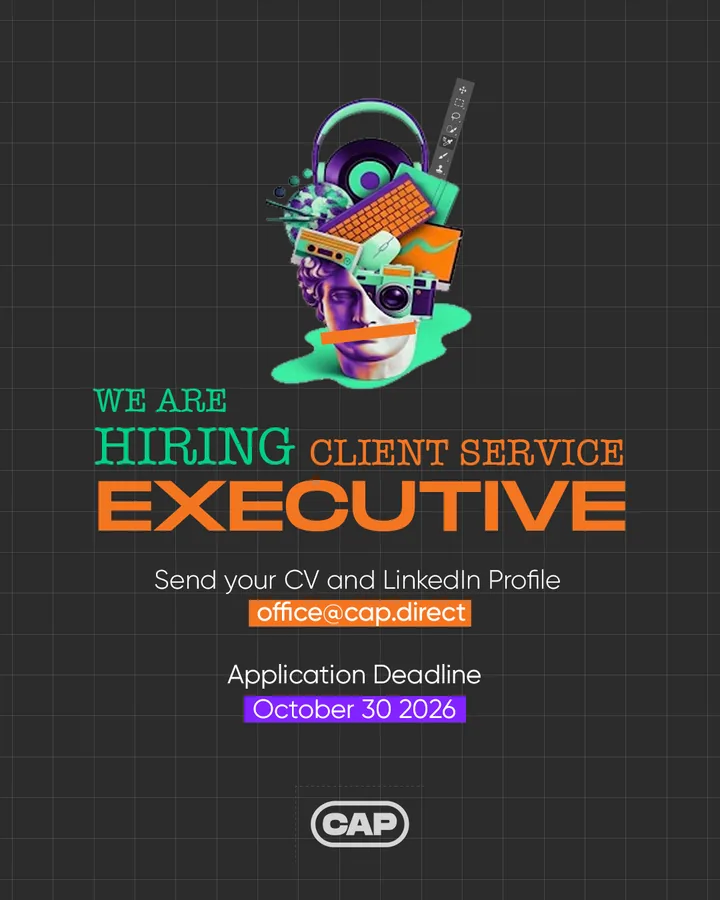 WE ARE
HIRING CLIENT SERVICE
EXECUTIVE
Send your CV and LinkedIn Profile
office@cap.direct
Application Deadline
October 30 2026
CAP